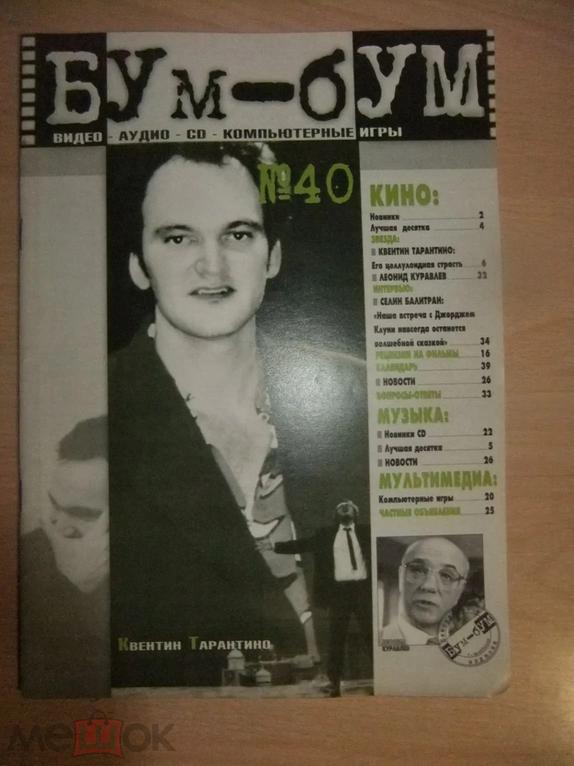 БУм-бУМ
ВИДЕО - АУДИО - CD - КОМПЬЮТЕРНЫЕ ИГРЫ
№40
КИНО:
Новинки 2
Лучшая десятка 4
ЗВЕЗДА:
КВЕНТИН ТАРАНТИНО:
Его целлулоидная страсть 6
ЛЕОНИД КУРАВЛЕВ 32
ИНТЕРВЬЮ:
СЕЛИН БАЛИТРАН:
«Наша встреча с Джорджем
Клуни навсегда останется
волшебной сказкой» 34
РЕЦЕНЗИИ НА ФИЛЬМЫ 16
КАЛЕНДАРЬ 39
НОВОСТИ 26
ВОПРОСЫ-ОТВЕТЫ 33
МУЗЫКА:
Новинки CD 22
Лучшая десятка 5
НОВОСТИ 26
МУЛЬТИМЕДИА:
Компьютерные игры 20
ЧАСТНЫЕ ОБЪЯВЛЕНИЯ 25
КВЕНТИН ТАРАНТИНО
КУРАВЛЕВ
БУм-бУМ
мешок